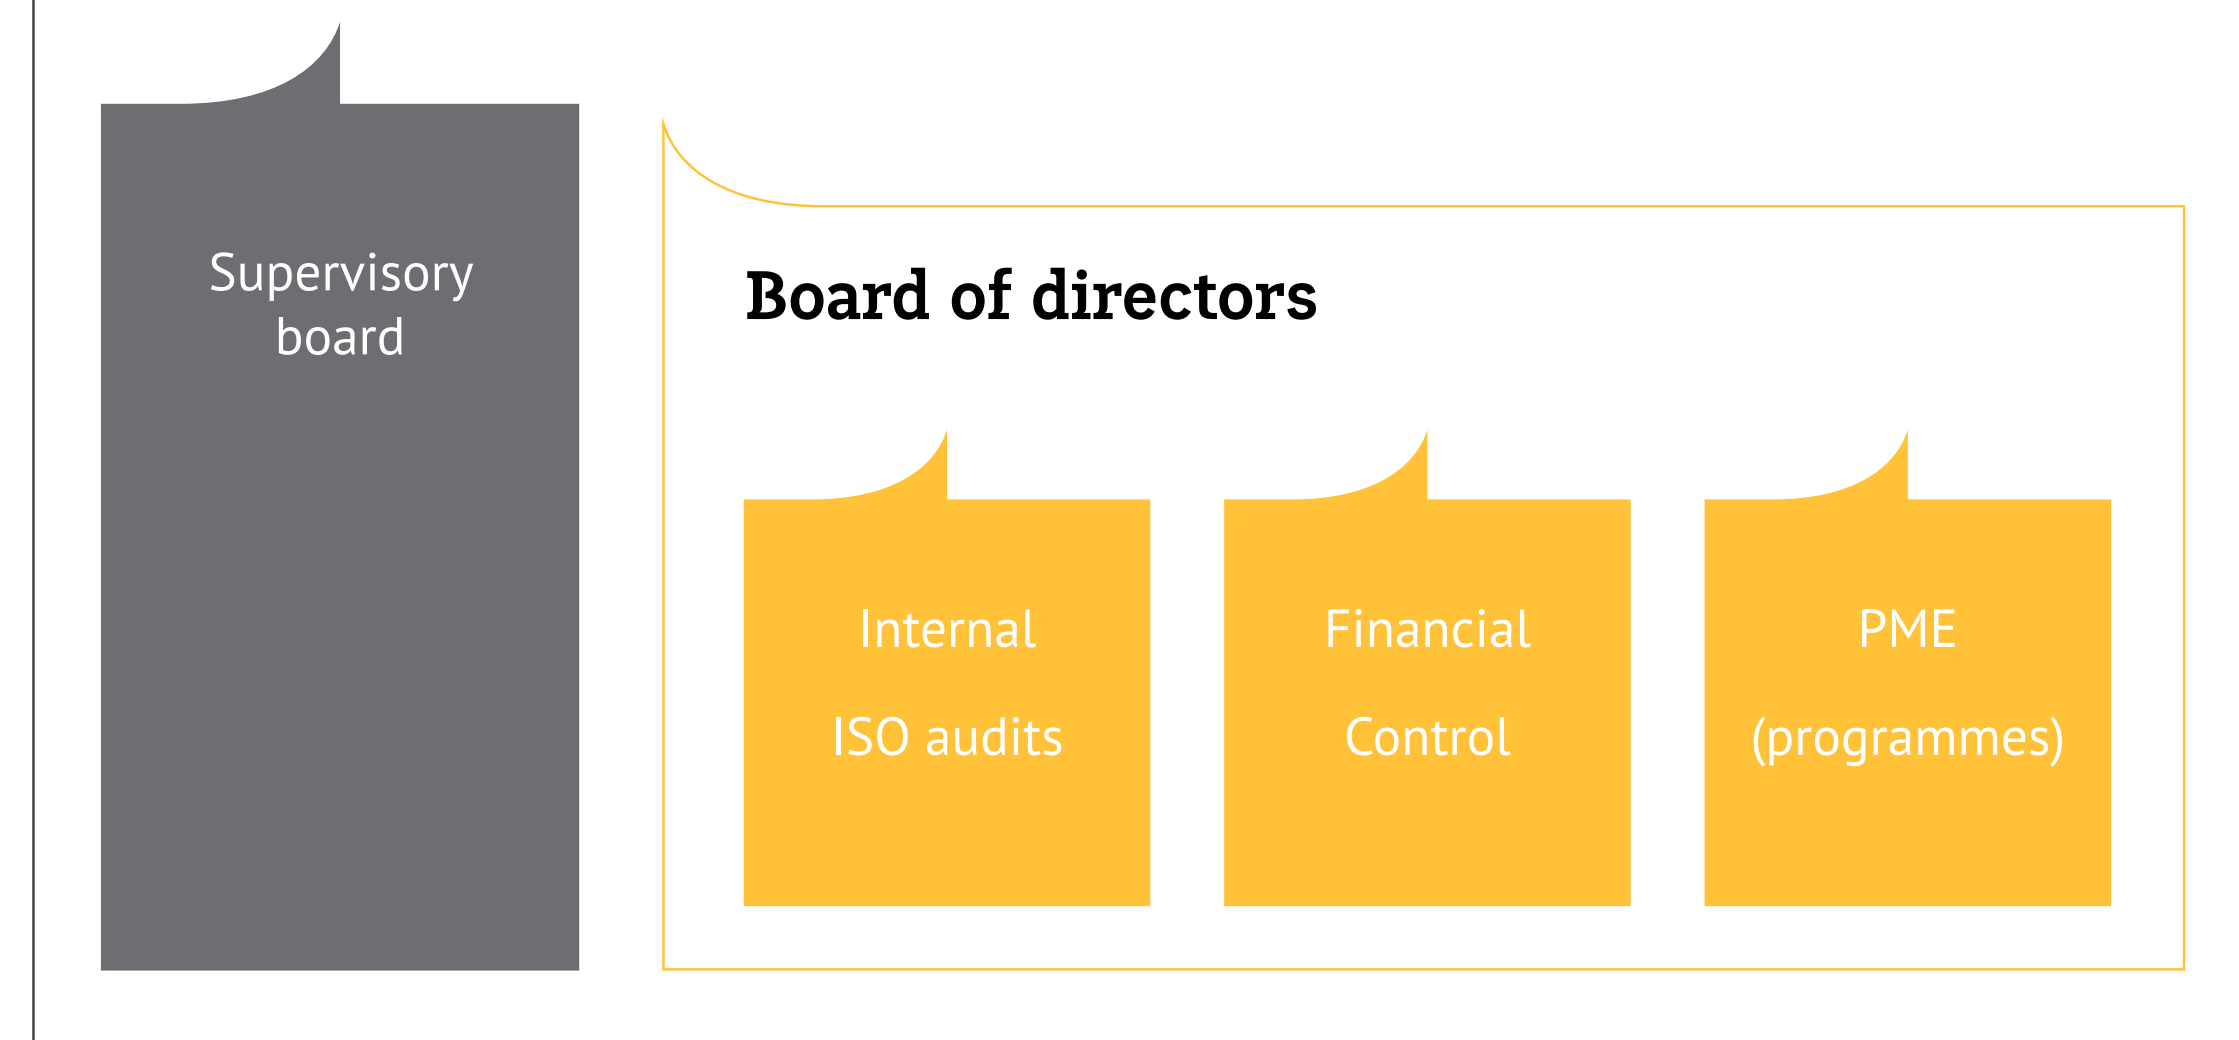 Supervisory
board
Board of directors
Internal
ISO audits
Financial
Control
PME
(programmes)